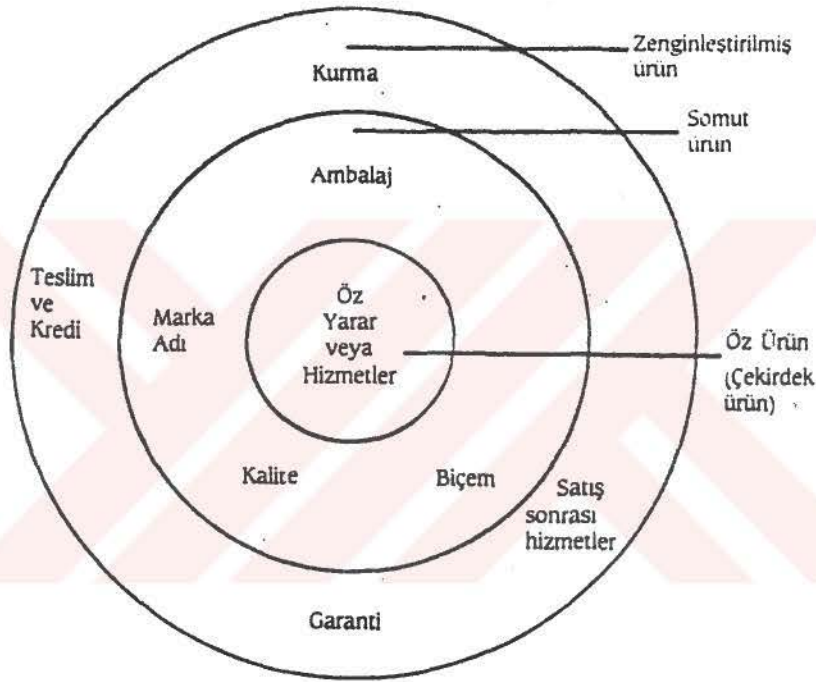 Kurma
Zenginleştirilmiş
ürün
Somut
ürün
Ambalaj
Teslim
ve
Kredi
Marka
Adı
Öz
Yarar
veya
Hizmetler
Öz Ürün
(Çekirdek
ürün)
Kalite
Biçem
Satış
sonrası
hizmetler
Garanti